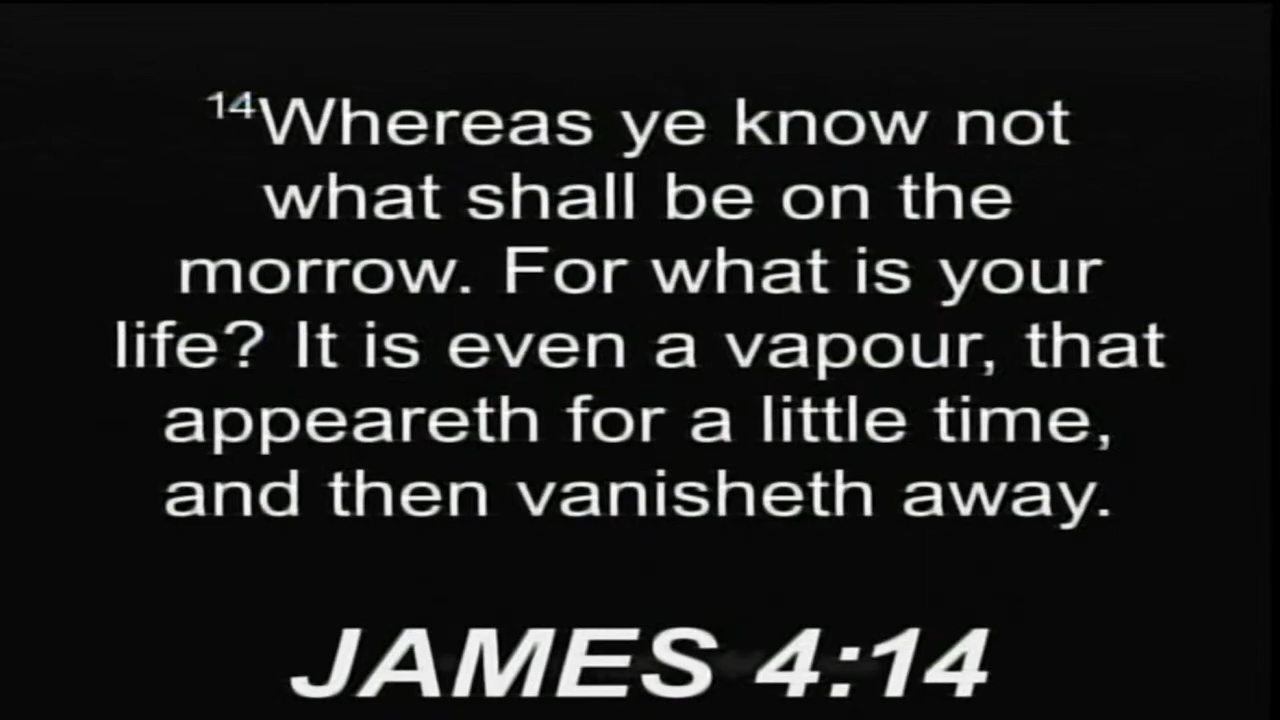 14Whereas ye know not
what shall be on the
morrow. For what is your
life? It is even a vapour, that
appeareth for a little time,
and then vanisheth away.
JAMES 4:14